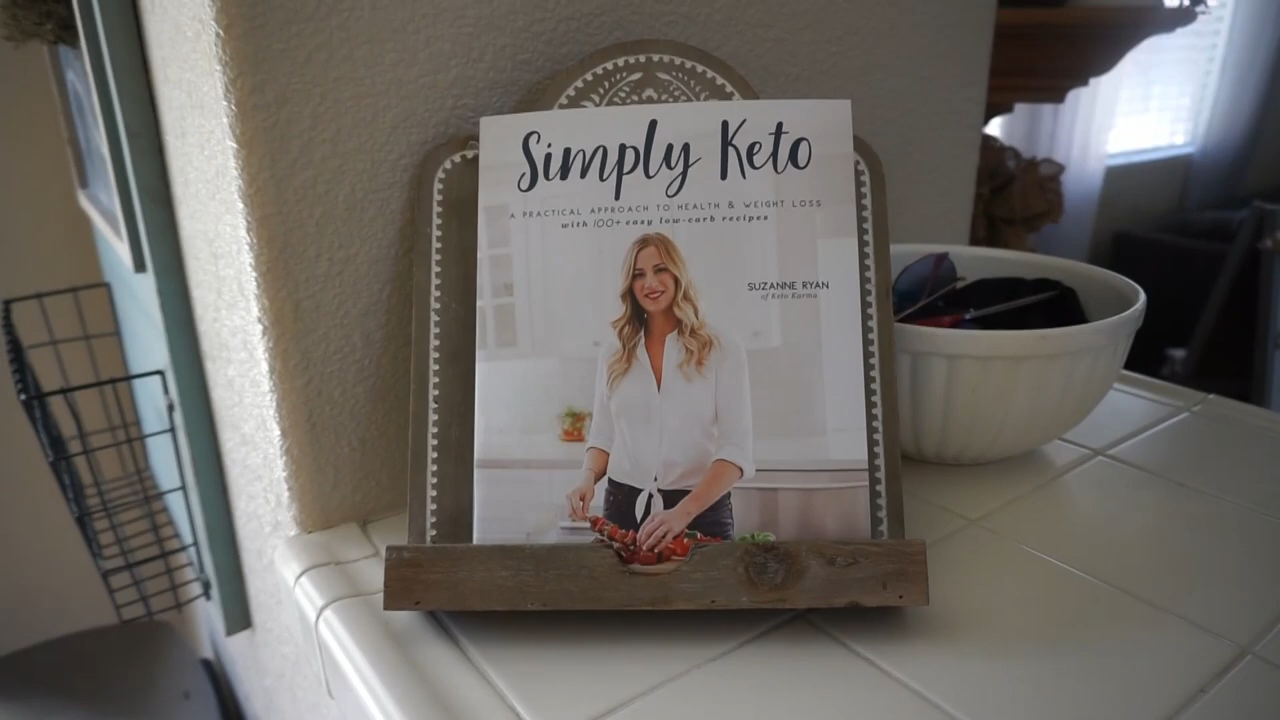 Simply Keto
A PRACTICAL APPROACH TO HEALTH & WEIGHT LOSS
with 100+ easy low-carb recipes
SUZANNE RYAN
of Keto Karma